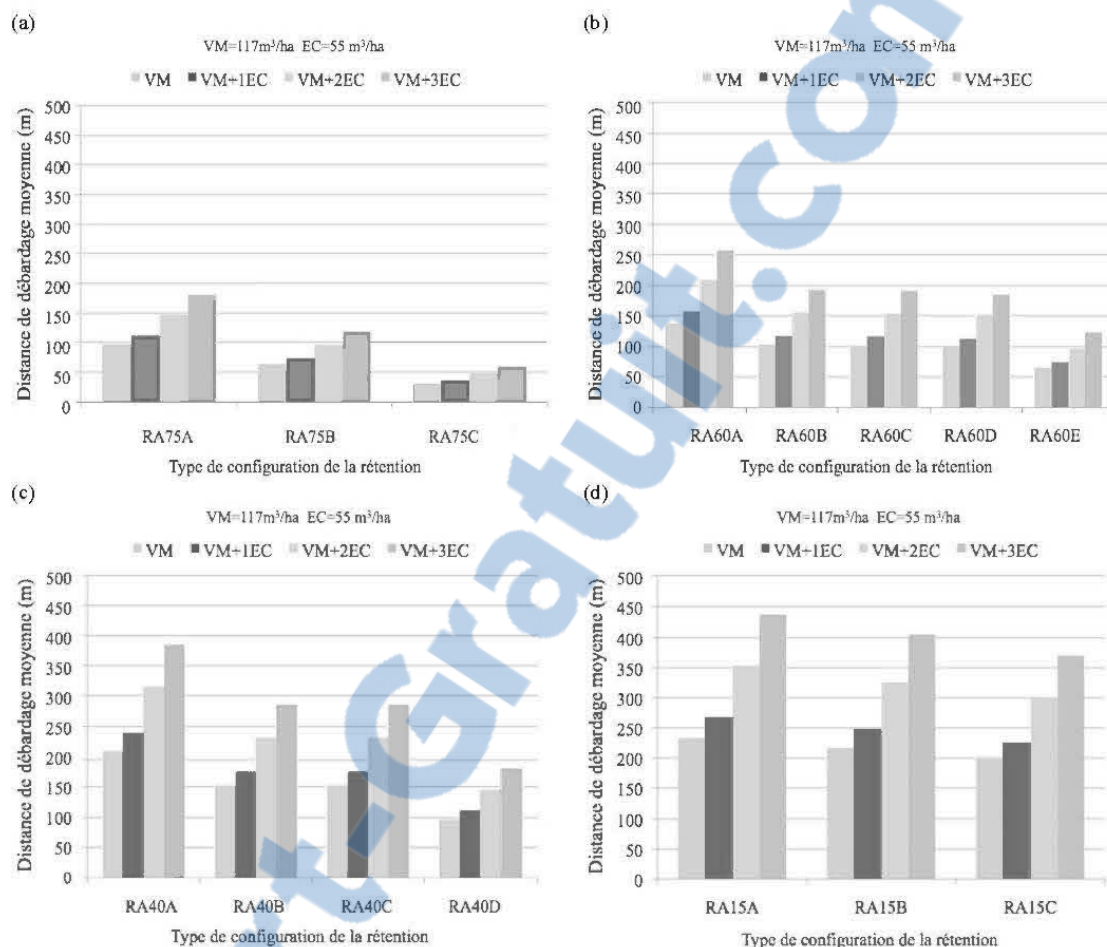 (a)
VM=117m³/ha EC=55 m³/ha
VM VM+1EC VM+2EC VM+3EC
Distance de débardage moyenne (m)
500
450
400
350
300
250
200
150
100
50
0
RA75A RA75B RA75C
Type de configuration de la rétention
(b)
VM=117m³/ha EC=55 m³/ha
VM VM+1EC VM+2EC VM+3EC
Distance de débardage moyenne (m)
500
450
400
350
300
250
200
150
100
50
0
RA60A RA60B RA60C RA60D RA60E
Type de configuration de la rétention
(c)
VM=117m³/ha EC=55 m³/ha
VM VM+1EC VM+2EC VM+3EC
Distance de débardage moyenne (m)
500
450
400
350
300
250
200
150
100
50
0
RA40A RA40B RA40C RA40D
Type de configuration de la rétention
(d)
VM=117m³/ha EC=55 m³/ha
VM VM+1EC VM+2EC VM+3EC
Distance de débardage moyenne (m)
500
450
400
350
300
250
200
150
100
50
0
RA15A RA15B RA15C
Type de configuration de la rétention
rt-Gratuit.com